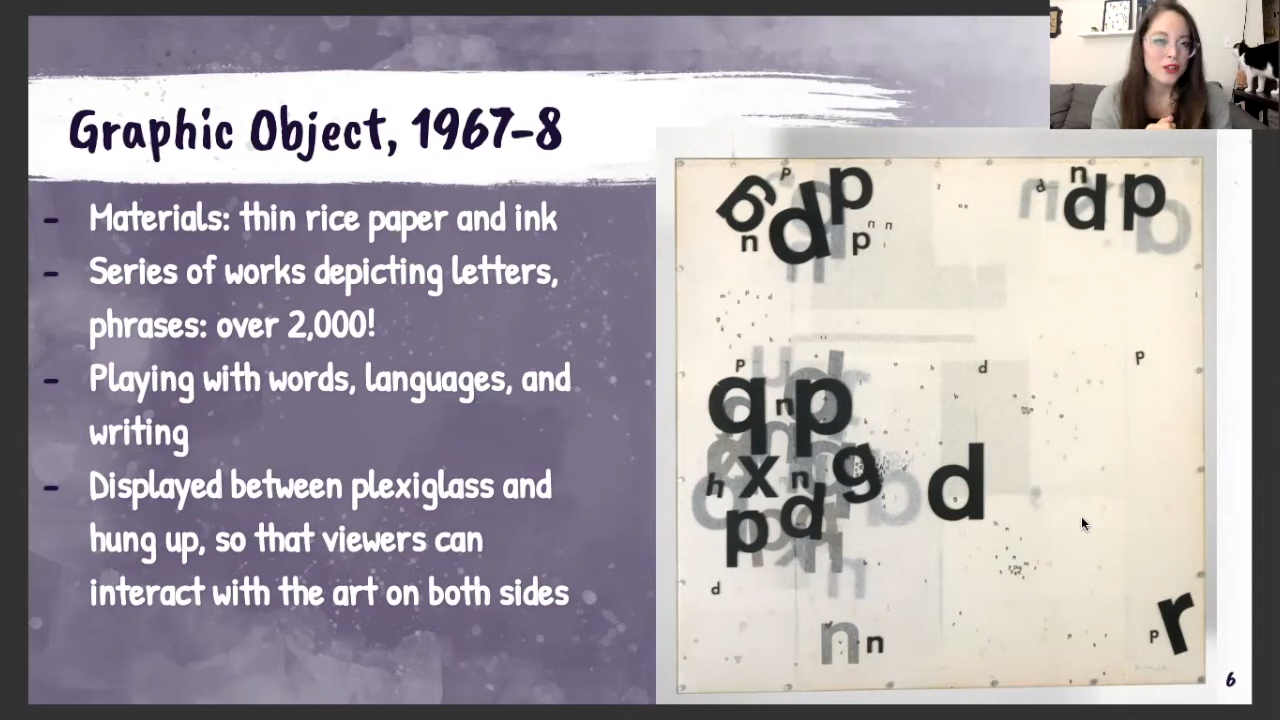 Graphic Object, 1967-8
- Materials: thin rice paper and ink
- Series of works depicting letters,
phrases: over 2,000!
- Playing with words, languages, and
writing
- Displayed between plexiglass and
hung up, so that viewers can
interact with the art on both sides
g p d p n p n n
n d d p
p
q n p
h x n g d
p d
d
n n
p r
p
d
6